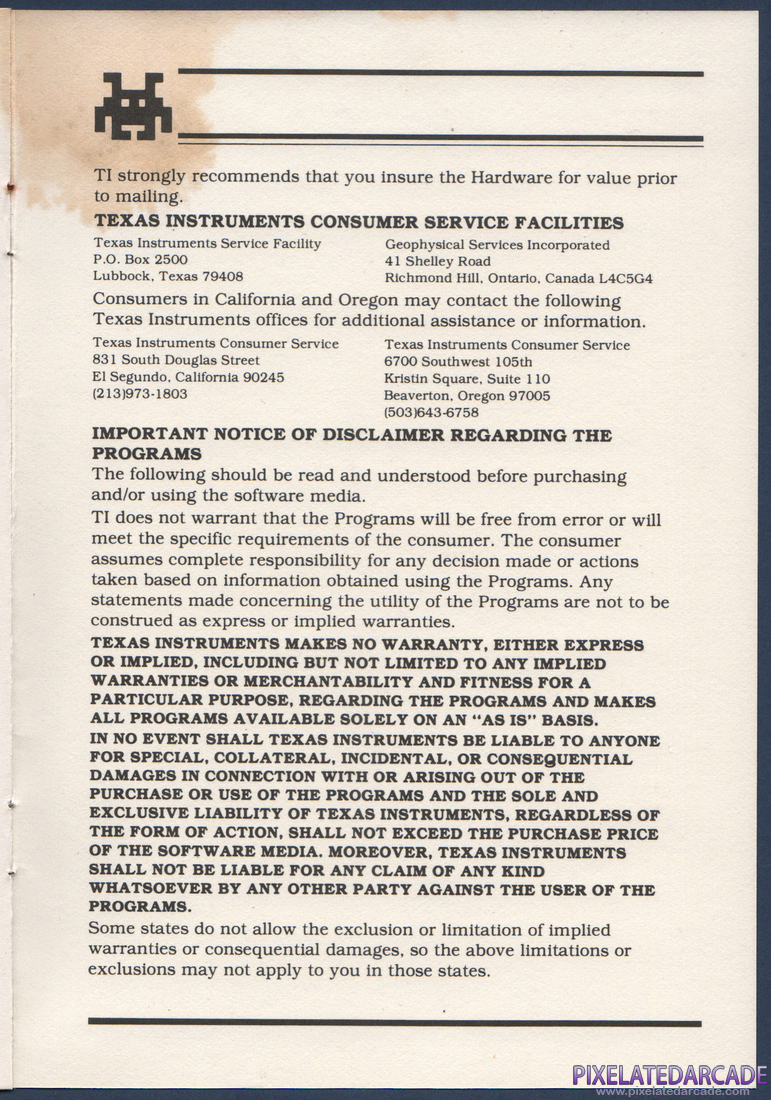 TI strongly recommends that you insure the Hardware for value prior
to mailing.
TEXAS INSTRUMENTS CONSUMER SERVICE FACILITIES
Texas Instruments Service Facility
P.O. Box 2500
Lubbock, Texas 79408
Geophysical Services Incorporated
41 Shelley Road
Richmond Hill, Ontario, Canada L4C5G4
Consumers in California and Oregon may contact the following
Texas Instruments offices for additional assistance or information.
Texas Instruments Consumer Service
831 South Douglas Street
El Segundo, California 90245
(213)973-1803
Texas Instruments Consumer Service
6700 Southwest 105th
Kristin Square, Suite 110
Beaverton, Oregon 97005
(503)643-6758
IMPORTANT NOTICE OF DISCLAIMER REGARDING THE
PROGRAMS
The following should be read and understood before purchasing
and/or using the software media.
TI does not warrant that the Programs will be free from error or will
meet the specific requirements of the consumer. The consumer
assumes complete responsibility for any decision made or actions
taken based on information obtained using the Programs. Any
statements made concerning the utility of the Programs are not to be
construed as express or implied warranties.
TEXAS INSTRUMENTS MAKES NO WARRANTY, EITHER EXPRESS
OR IMPLIED, INCLUDING BUT NOT LIMITED TO ANY IMPLIED
WARRANTIES OR MERCHANTABILITY AND FITNESS FOR A
PARTICULAR PURPOSE, REGARDING THE PROGRAMS AND MAKES
ALL PROGRAMS AVAILABLE SOLELY ON AN “AS IS” BASIS.
IN NO EVENT SHALL TEXAS INSTRUMENTS BE LIABLE TO ANYONE
FOR SPECIAL, COLLATERAL, INCIDENTAL, OR CONSEQUENTIAL
DAMAGES IN CONNECTION WITH OR ARISING OUT OF THE
PURCHASE OR USE OF THE PROGRAMS AND THE SOLE AND
EXCLUSIVE LIABILITY OF TEXAS INSTRUMENTS, REGARDLESS OF
THE FORM OF ACTION, SHALL NOT EXCEED THE PURCHASE PRICE
OF THE SOFTWARE MEDIA. MOREOVER, TEXAS INSTRUMENTS
SHALL NOT BE LIABLE FOR ANY CLAIM OF ANY KIND
WHATSOEVER BY ANY OTHER PARTY AGAINST THE USER OF THE
PROGRAMS.
Some states do not allow the exclusion or limitation of implied
warranties or consequential damages, so the above limitations or
exclusions may not apply to you in those states.
PIXELATEDARCADE
www.pixelatedarcade.com